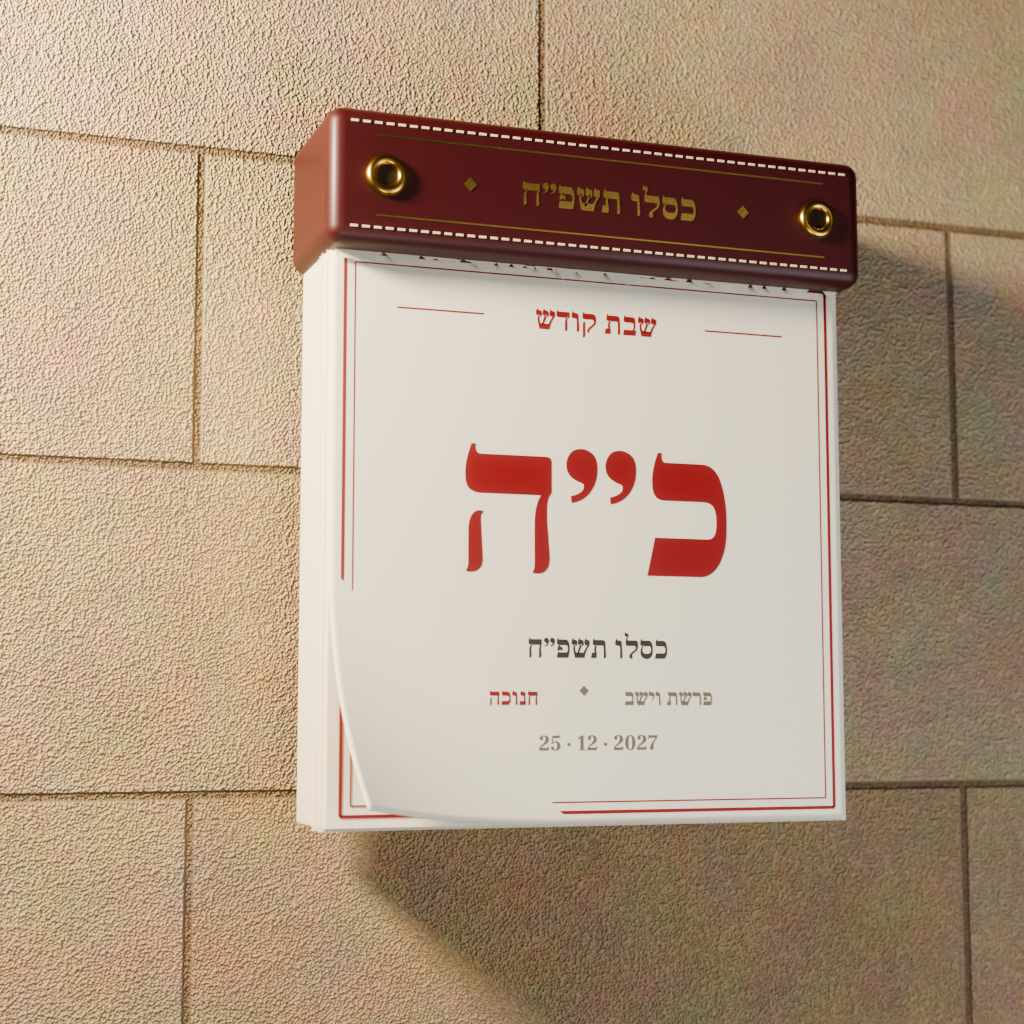 כסלו תשפ״ח
שבת קודש
כ״ה
כסלו תשפ״ח
פרשת וישב ◆ חנוכה
25 · 12 · 2027